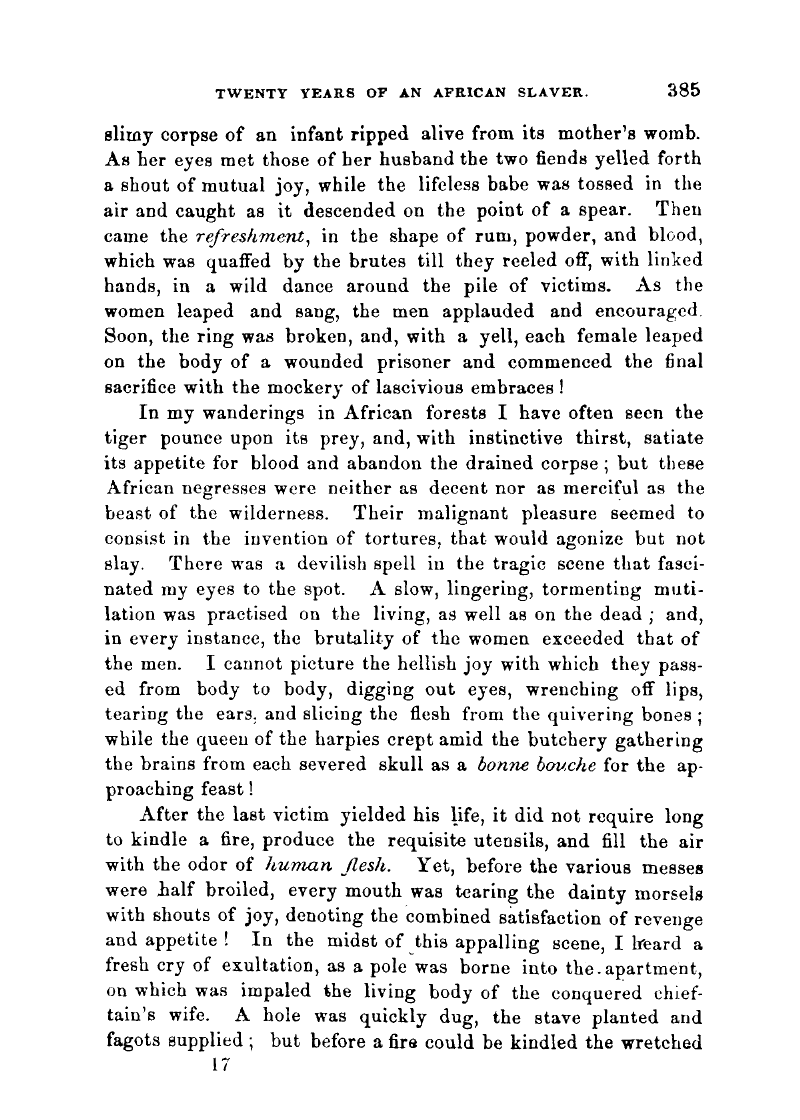 TWENTY YEARS OF AN AFRICAN SLAVER. 385
slimy corpse of an infant ripped alive from its mother's womb.
As her eyes met those of her husband the two fiends yelled forth
a shout of mutual joy, while the lifeless babe was tossed in the
air and caught as it descended on the point of a spear. Then
came the refreshment, in the shape of rum, powder, and blood,
which was quaffed by the brutes till they reeled off, with linked
hands, in a wild dance around the pile of victims. As the
women leaped and sang, the men applauded and encouraged.
Soon, the ring was broken, and, with a yell, each female leaped
on the body of a wounded prisoner and commenced the final
sacrifice with the mockery of lascivious embraces !
In my wanderings in African forests I have often seen the
tiger pounce upon its prey, and, with instinctive thirst, satiate
its appetite for blood and abandon the drained corpse ; but these
African negresses were neither as decent nor as merciful as the
beast of the wilderness. Their malignant pleasure seemed to
consist in the invention of tortures, that would agonize but not
slay. There was a devilish spell in the tragic scene that fasci-
nated my eyes to the spot. A slow, lingering, tormenting muti-
lation was practised on the living, as well as on the dead ; and,
in every instance, the brutality of the women exceeded that of
the men. I cannot picture the hellish joy with which they pass-
ed from body to body, digging out eyes, wrenching off lips,
tearing the ears, and slicing the flesh from the quivering bones ;
while the queen of the harpies crept amid the butchery gathering
the brains from each severed skull as a bonne bouche for the ap-
proaching feast !
After the last victim yielded his life, it did not require long
to kindle a fire, produce the requisite utensils, and fill the air
with the odor of human flesh. Yet, before the various messes
were half broiled, every mouth was tearing the dainty morsels
with shouts of joy, denoting the combined satisfaction of revenge
and appetite ! In the midst of this appalling scene, I heard a
fresh cry of exultation, as a pole was borne into the apartment,
on which was impaled the living body of the conquered chief-
tain's wife. A hole was quickly dug, the stave planted and
fagots supplied ; but before a fire could be kindled the wretched
17